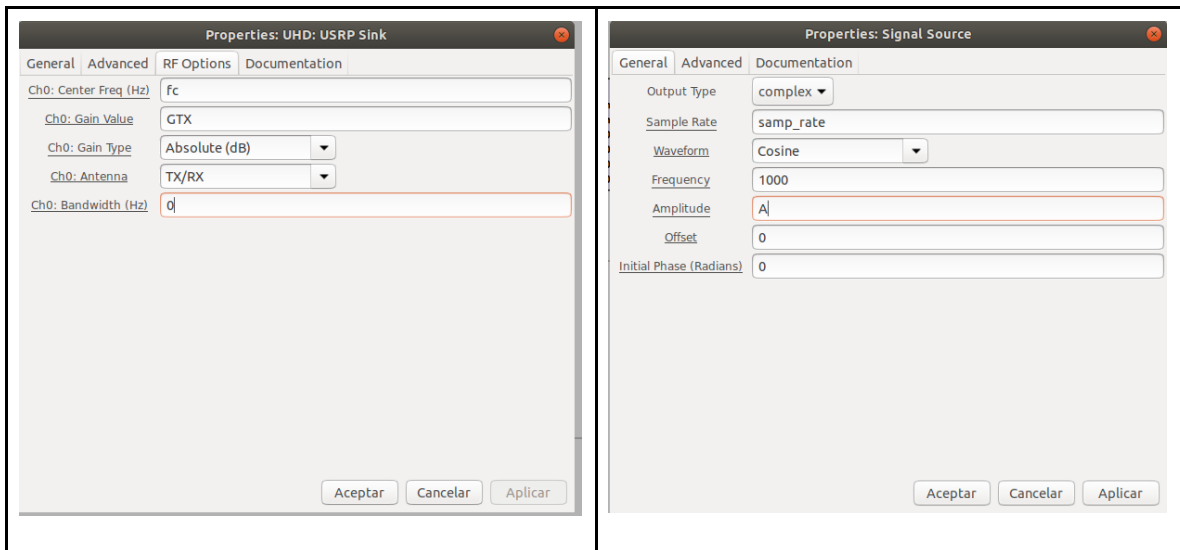 Properties: UHD: USRP Sink
General Advanced RF Options Documentation
Ch0: Center Freq (Hz) fc
Ch0: Gain Value GTX
Ch0: Gain Type Absolute (dB)
Ch0: Antenna TX/RX
Ch0: Bandwidth (Hz) 0
Aceptar Cancelar Aplicar
Properties: Signal Source
General Advanced Documentation
Output Type complex
Sample Rate samp_rate
Waveform Cosine
Frequency 1000
Amplitude A
Offset 0
Initial Phase (Radians) 0
Aceptar Cancelar Aplicar